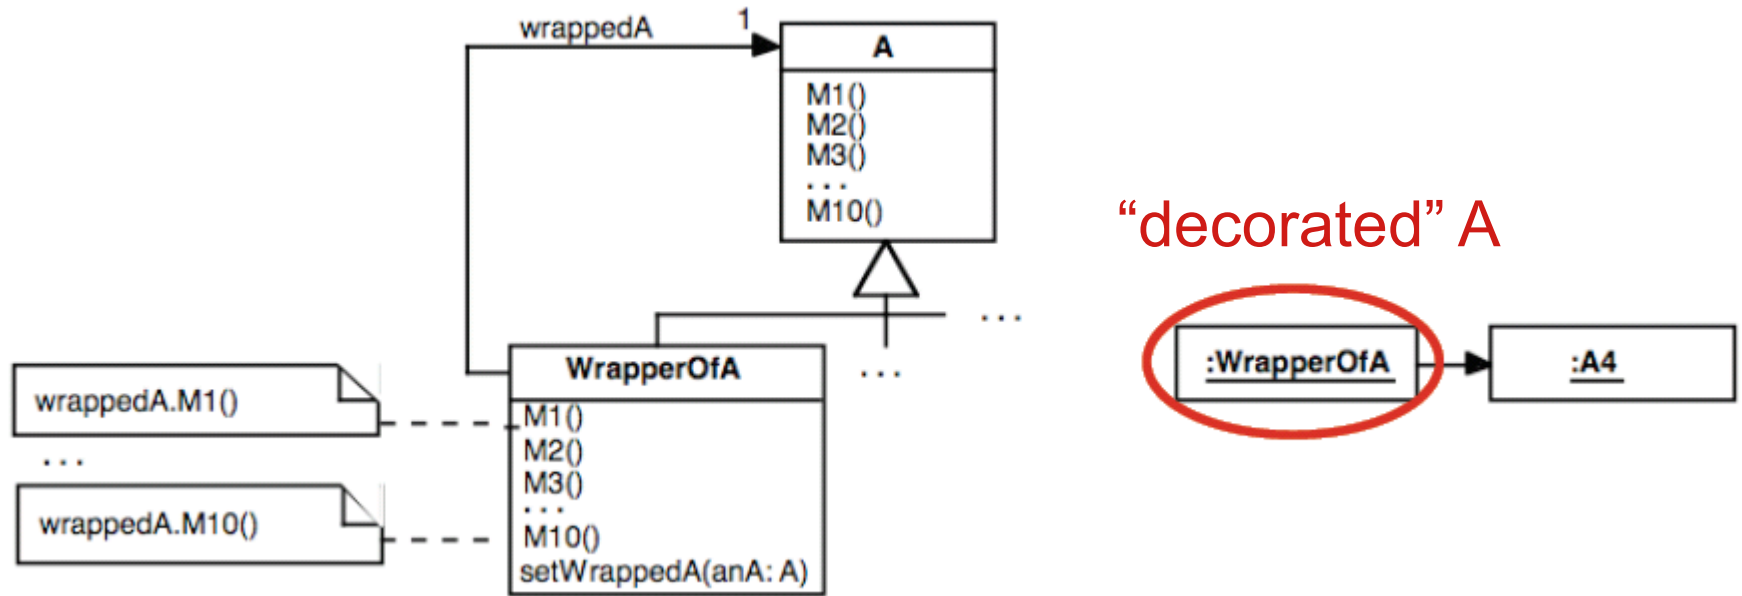 wrappedA 1
A
M1()
M2()
M3()
...
M10()
“decorated” A
...
WrapperOfA
...
M1()
M2()
M3()
...
M10()
setWrappedA(anA: A)
wrappedA.M1()
...
wrappedA.M10()
:WrapperOfA
:A4